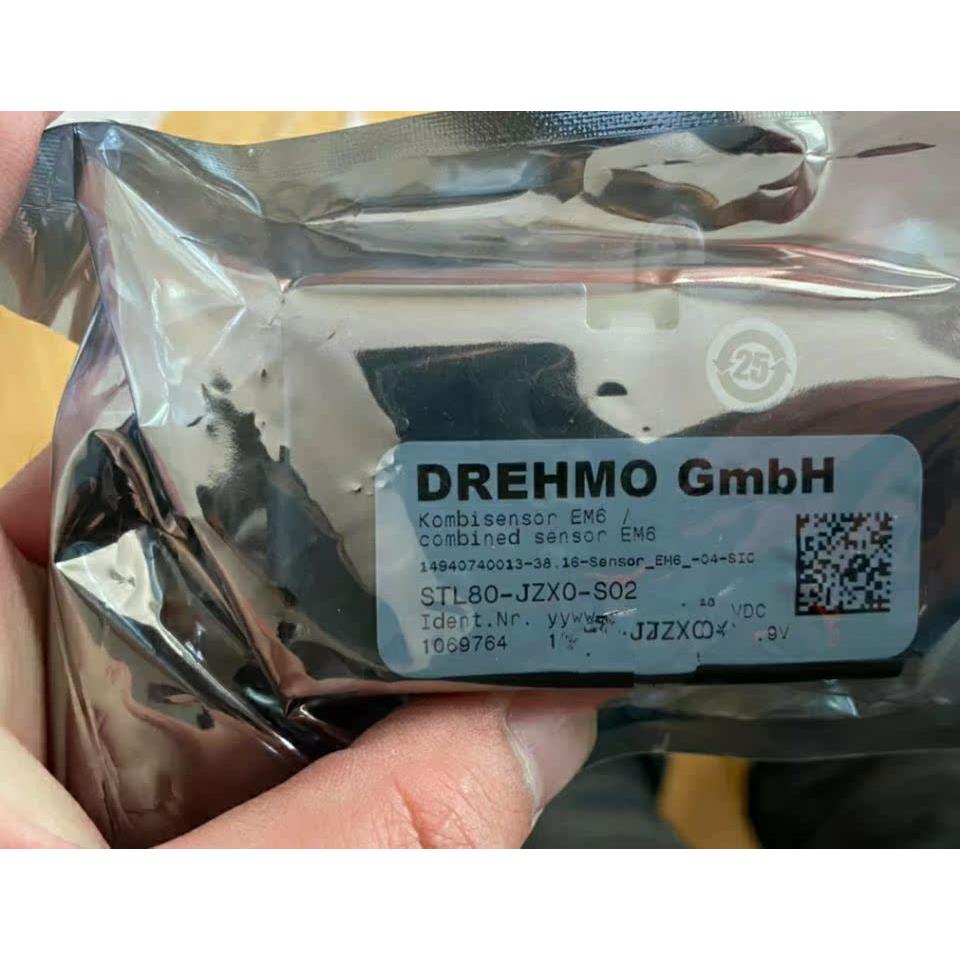 25
DREHMO GmbH
Kombisensor EM6 /
combined sensor EM6
14940740013-38.16-Sensor_EM6_-04-SIC
STL80-JZX0-S02
Ident.Nr. VDC
1069764